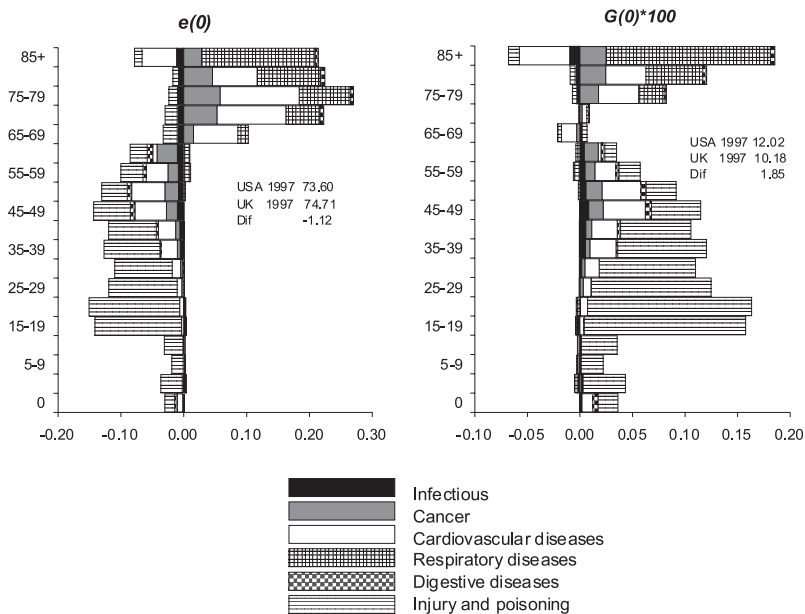 e(0)
85+
75-79
65-69
55-59
45-49
35-39
25-29
15-19
5-9
0
-0.20 -0.10 0.00 0.10 0.20 0.30
USA 1997 73.60
UK 1997 74.71
Dif -1.12
G(0)*100
85+
75-79
65-69
55-59
45-49
35-39
25-29
15-19
5-9
0
-0.10 -0.05 0.00 0.05 0.10 0.15 0.20
USA 1997 12.02
UK 1997 10.18
Dif 1.85
Infectious
Cancer
Cardiovascular diseases
Respiratory diseases
Digestive diseases
Injury and poisoning